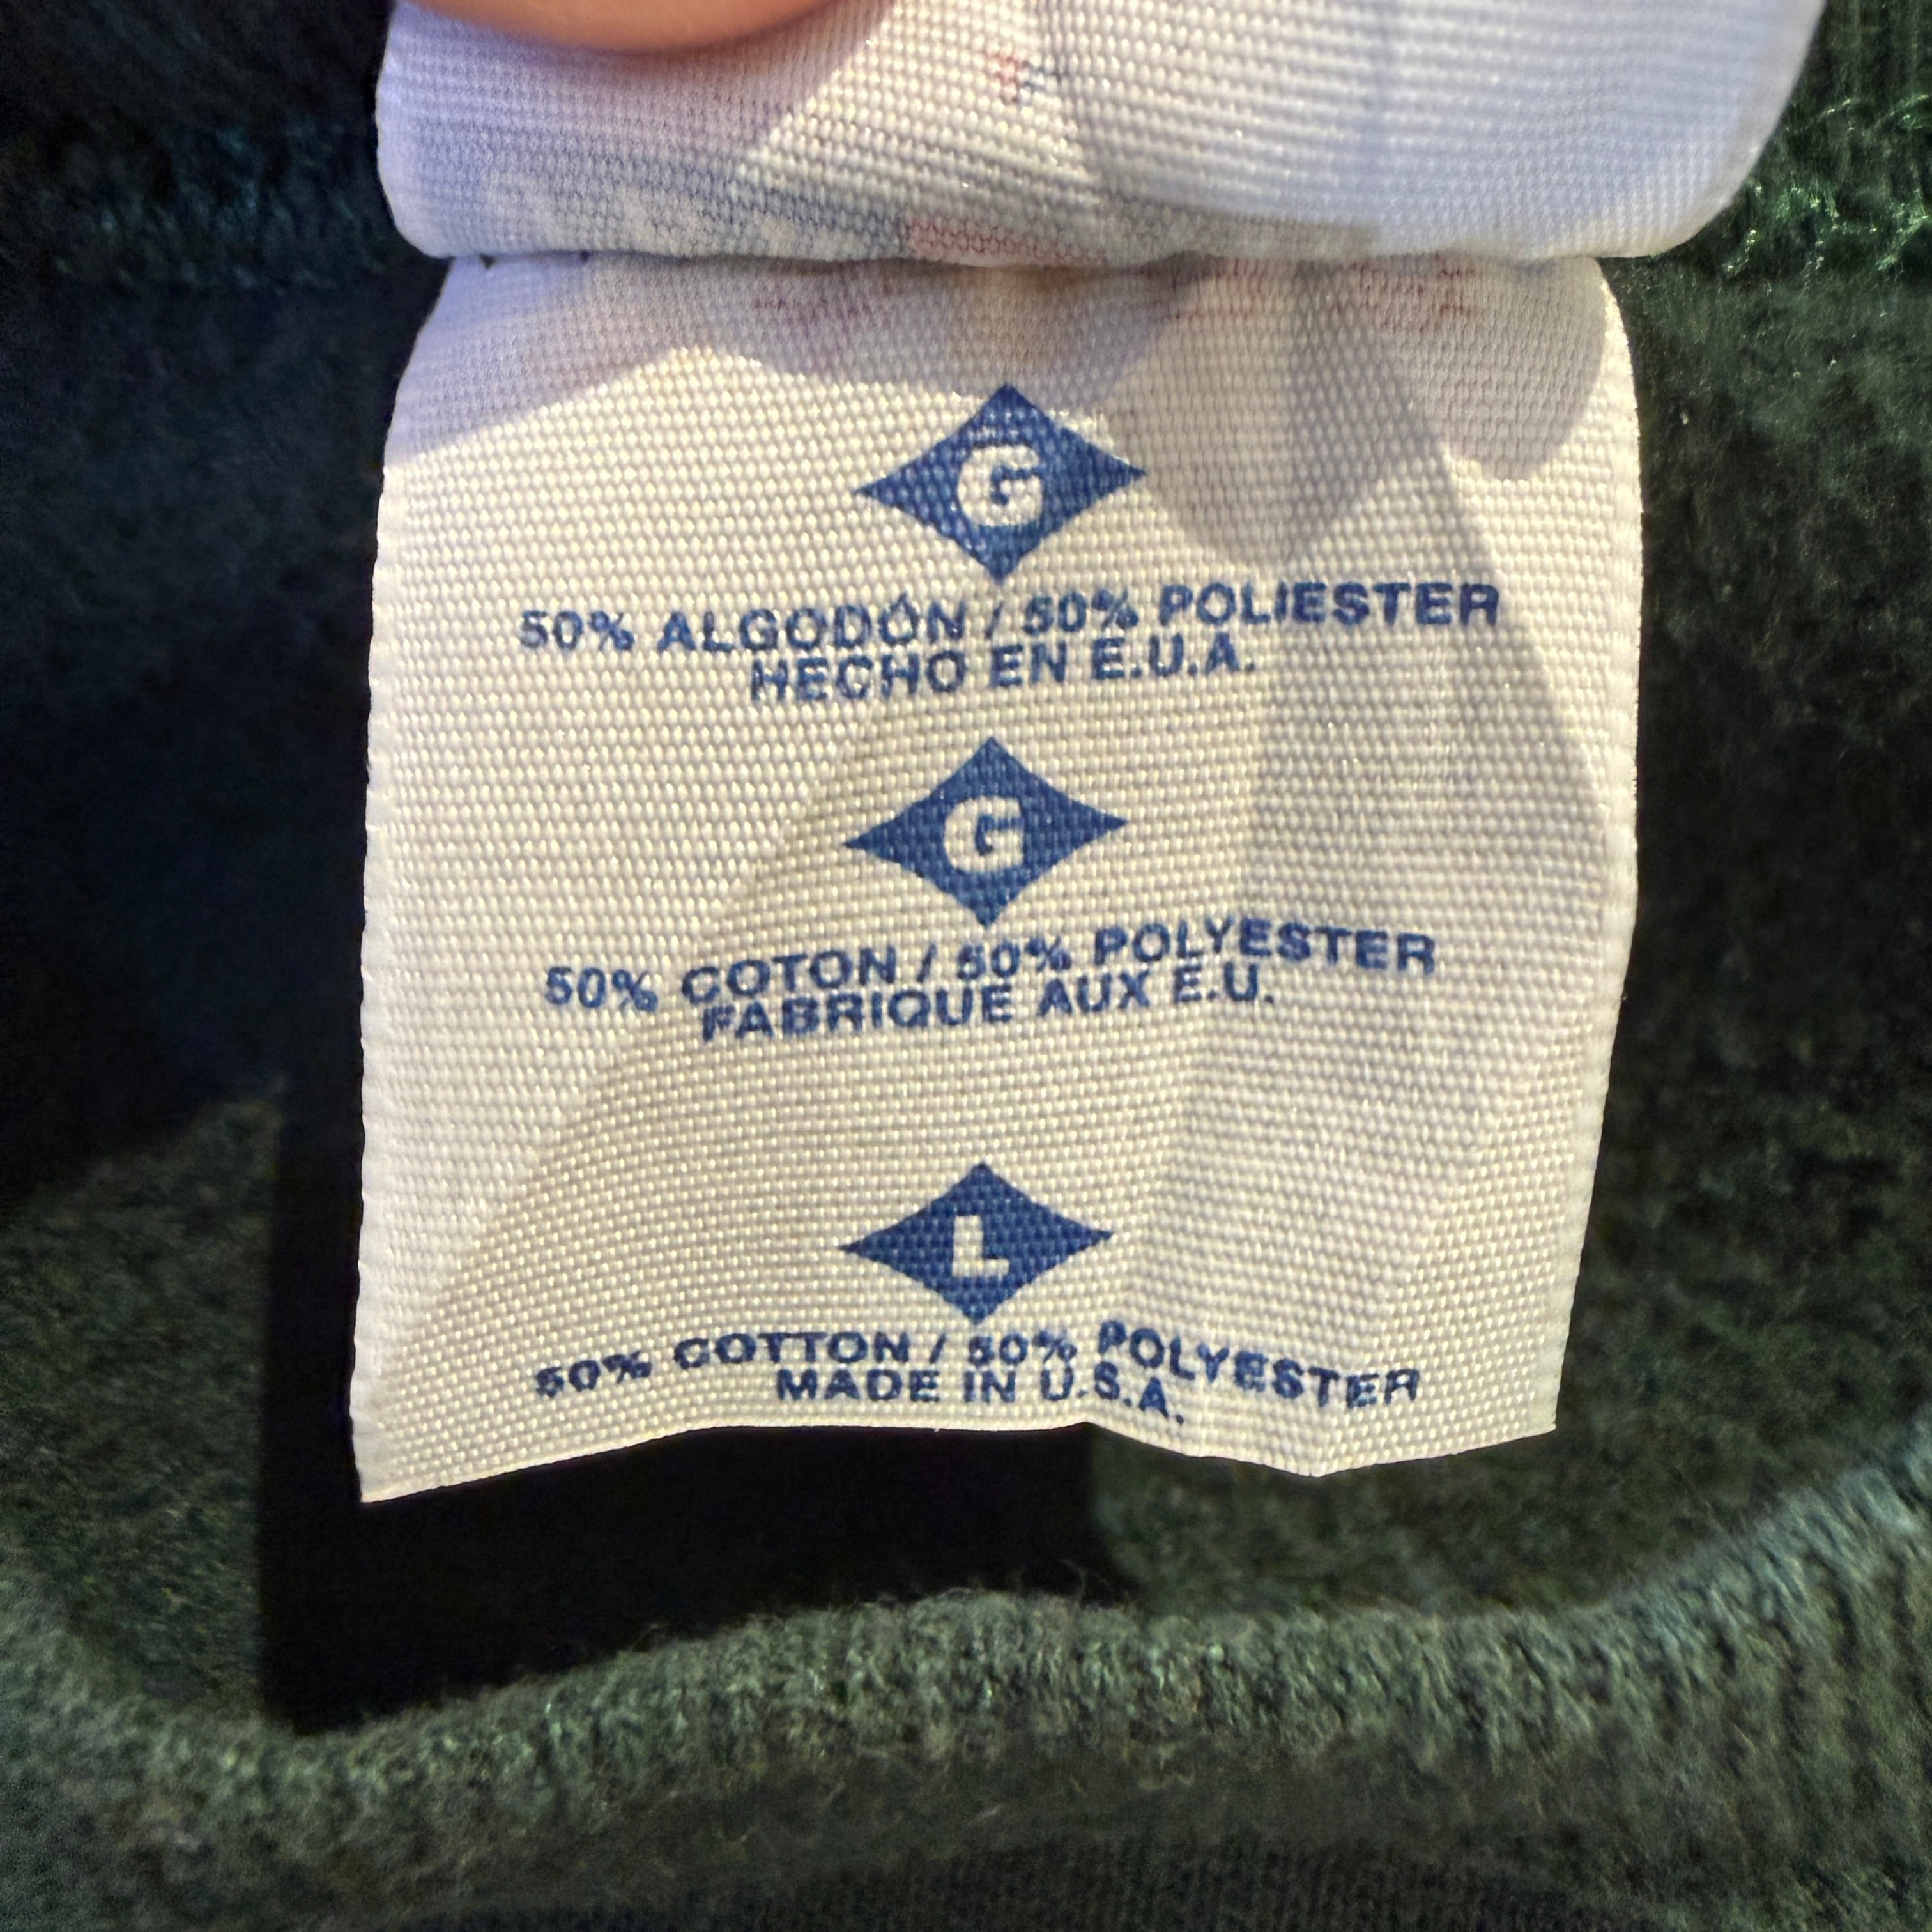 G
50% ALGODÓN / 50% POLIESTER
HECHO EN E.U.A.
G
50% COTON / 50% POLYESTER
FABRIQUE AUX E.U.
L
50% COTTON / 50% POLYESTER
MADE IN U.S.A.